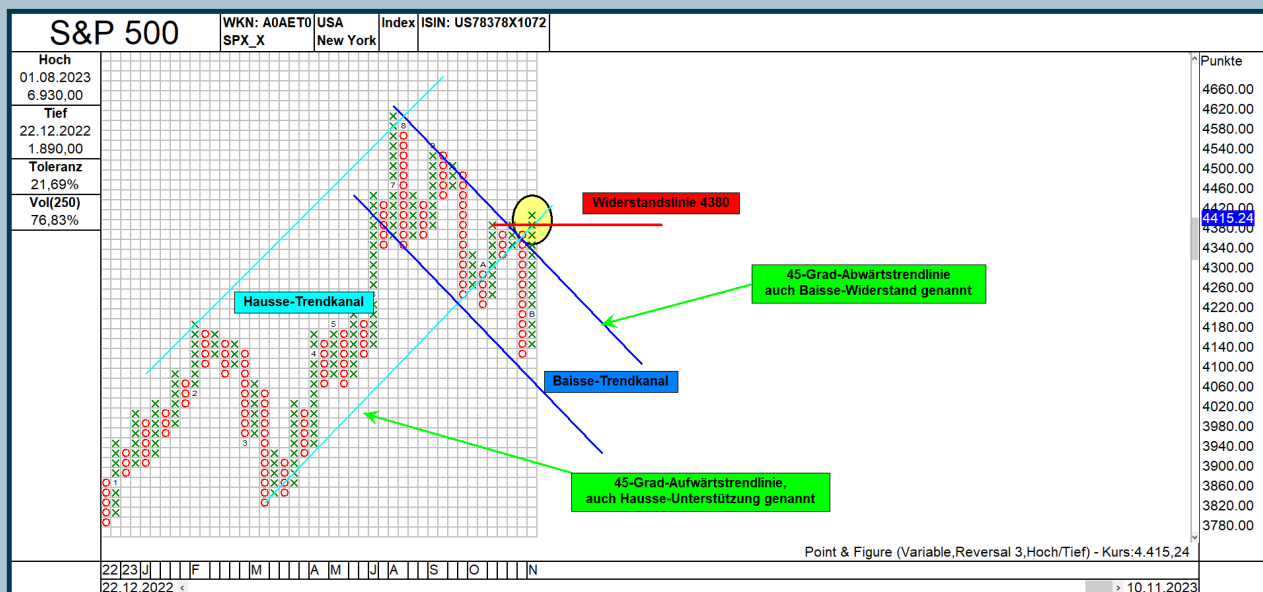 S&P 500
WKN: A0AET0
SPX_X
USA
New York
Index
ISIN: US78378X1072
Hoch
01.08.2023
6.930,00
Tief
22.12.2022
1.890,00
Toleranz
21,69%
Vol(250)
76,83%
Punkte
4660.00
4620.00
4580.00
4540.00
4500.00
4460.00
4420.00
4415.24
4380.00
4340.00
4300.00
4260.00
4220.00
4180.00
4140.00
4100.00
4060.00
4020.00
3980.00
3940.00
3900.00
3860.00
3820.00
3780.00
Widerstandslinie 4380
45-Grad-Abwärtstrendlinie
auch Baisse-Widerstand genannt
Hausse-Trendkanal
Baisse-Trendkanal
45-Grad-Aufwärtstrendlinie,
auch Hausse-Unterstützung genannt
Point & Figure (Variable,Reversal 3,Hoch/Tief) - Kurs:4.415,24
22 23 J F M A M J A S O N
22.12.2022
10.11.2023